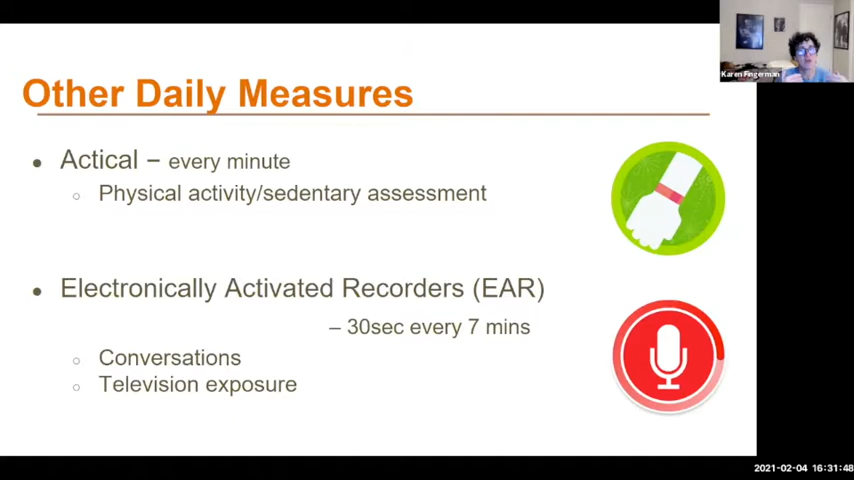 Karen Fingerman
Other Daily Measures
● Actical – every minute
○ Physical activity/sedentary assessment
● Electronically Activated Recorders (EAR)
– 30sec every 7 mins
○ Conversations
○ Television exposure
2021-02-04 16:31:48